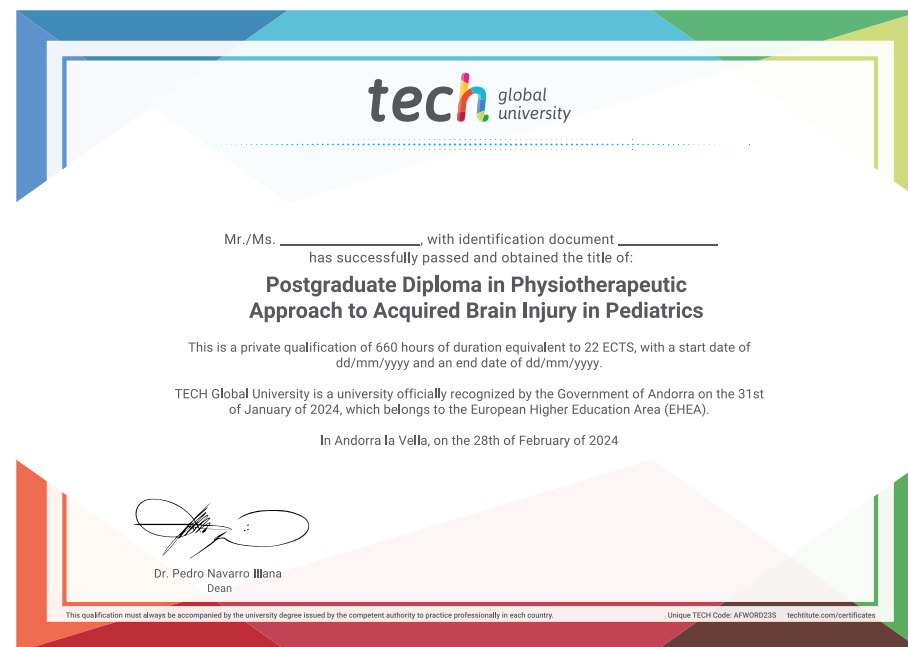 tech global university
Mr./Ms. ____________________, with identification document ______________
has successfully passed and obtained the title of:
Postgraduate Diploma in Physiotherapeutic
Approach to Acquired Brain Injury in Pediatrics
This is a private qualification of 660 hours of duration equivalent to 22 ECTS, with a start date of
dd/mm/yyyy and an end date of dd/mm/yyyy.
TECH Global University is a university officially recognized by the Government of Andorra on the 31st
of January of 2024, which belongs to the European Higher Education Area (EHEA).
In Andorra la Vella, on the 28th of February of 2024
Dr. Pedro Navarro Illana
Dean
This qualification must always be accompanied by the university degree issued by the competent authority to practice professionally in each country.
Unique TECH Code: AFWORD23S techtitute.com/certificates